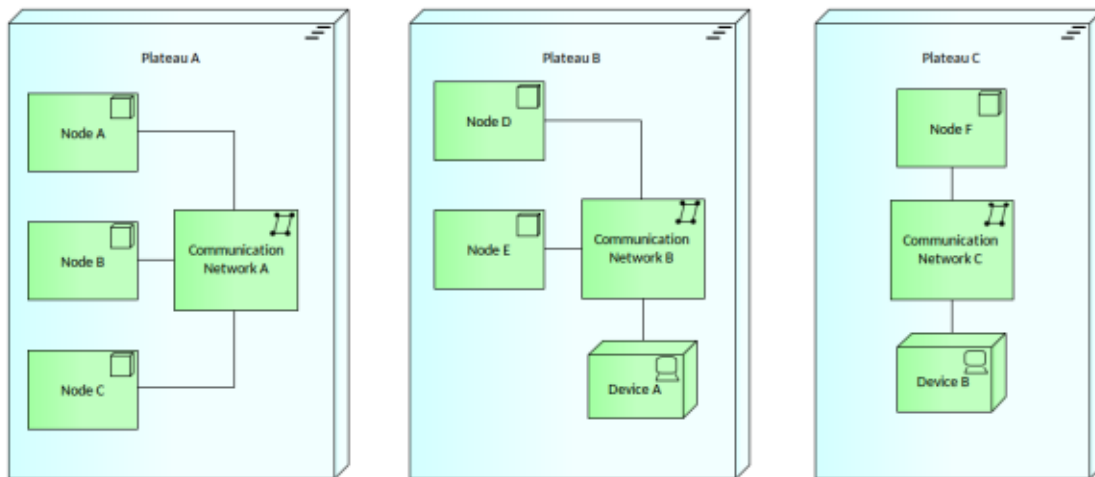 Plateau A
Node A
Node B
Communication
Network A
Node C
Plateau B
Node D
Node E
Communication
Network B
Device A
Plateau C
Node F
Communication
Network C
Device B